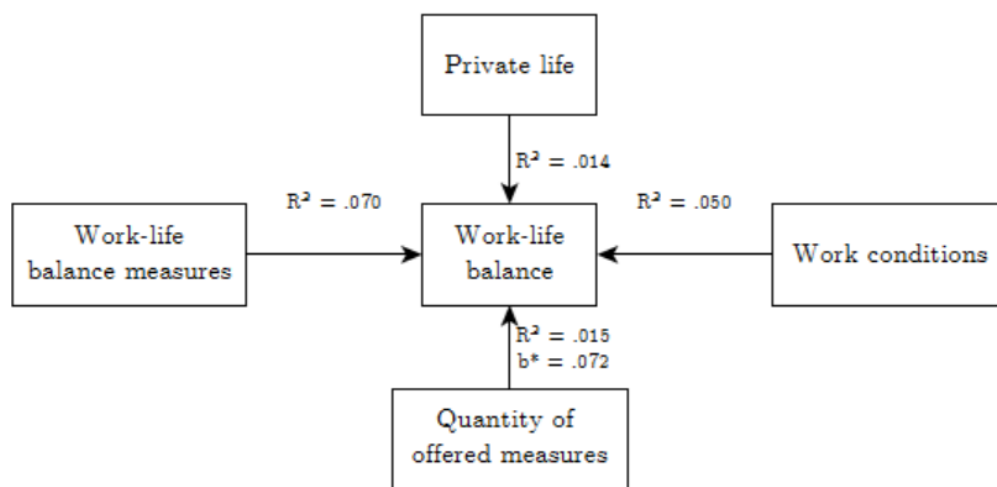 Private life
R² = .014
R² = .070
R² = .050
Work-life
balance measures
Work-life
balance
Work conditions
R² = .015
b* = .072
Quantity of
offered measures